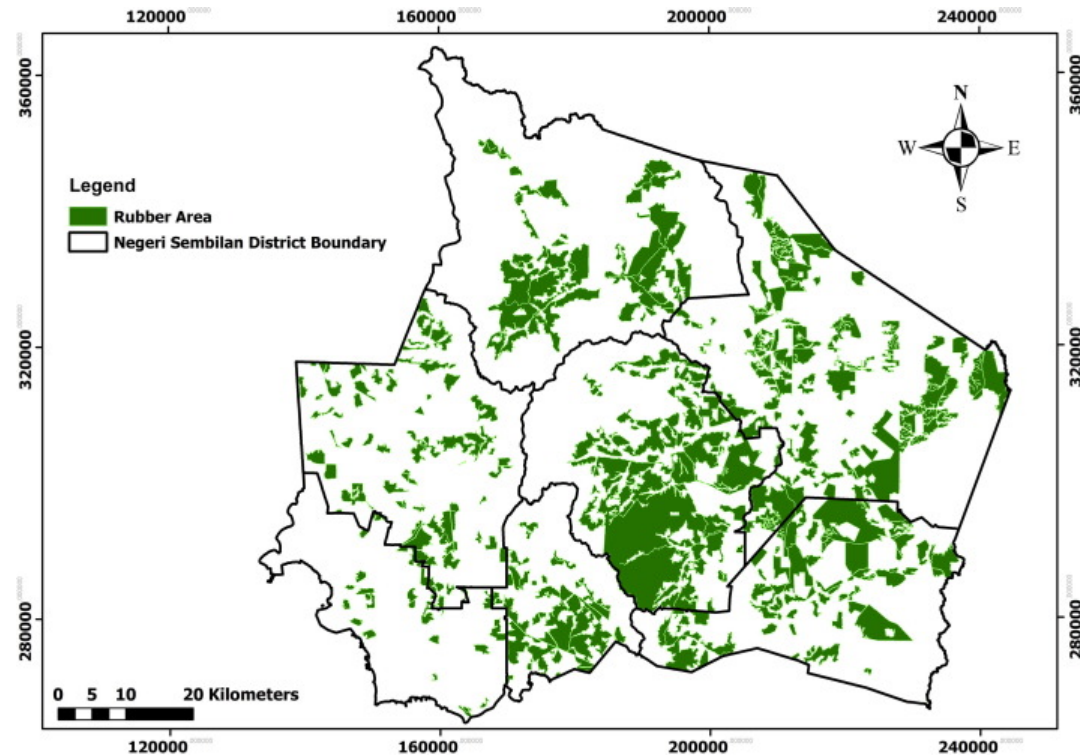 120000 160000 200000 240000
360000 360000
N
W E
S
Legend
Rubber Area
Negeri Sembilan District Boundary
320000 320000
280000 280000
0 5 10 20 Kilometers
120000 160000 200000 240000